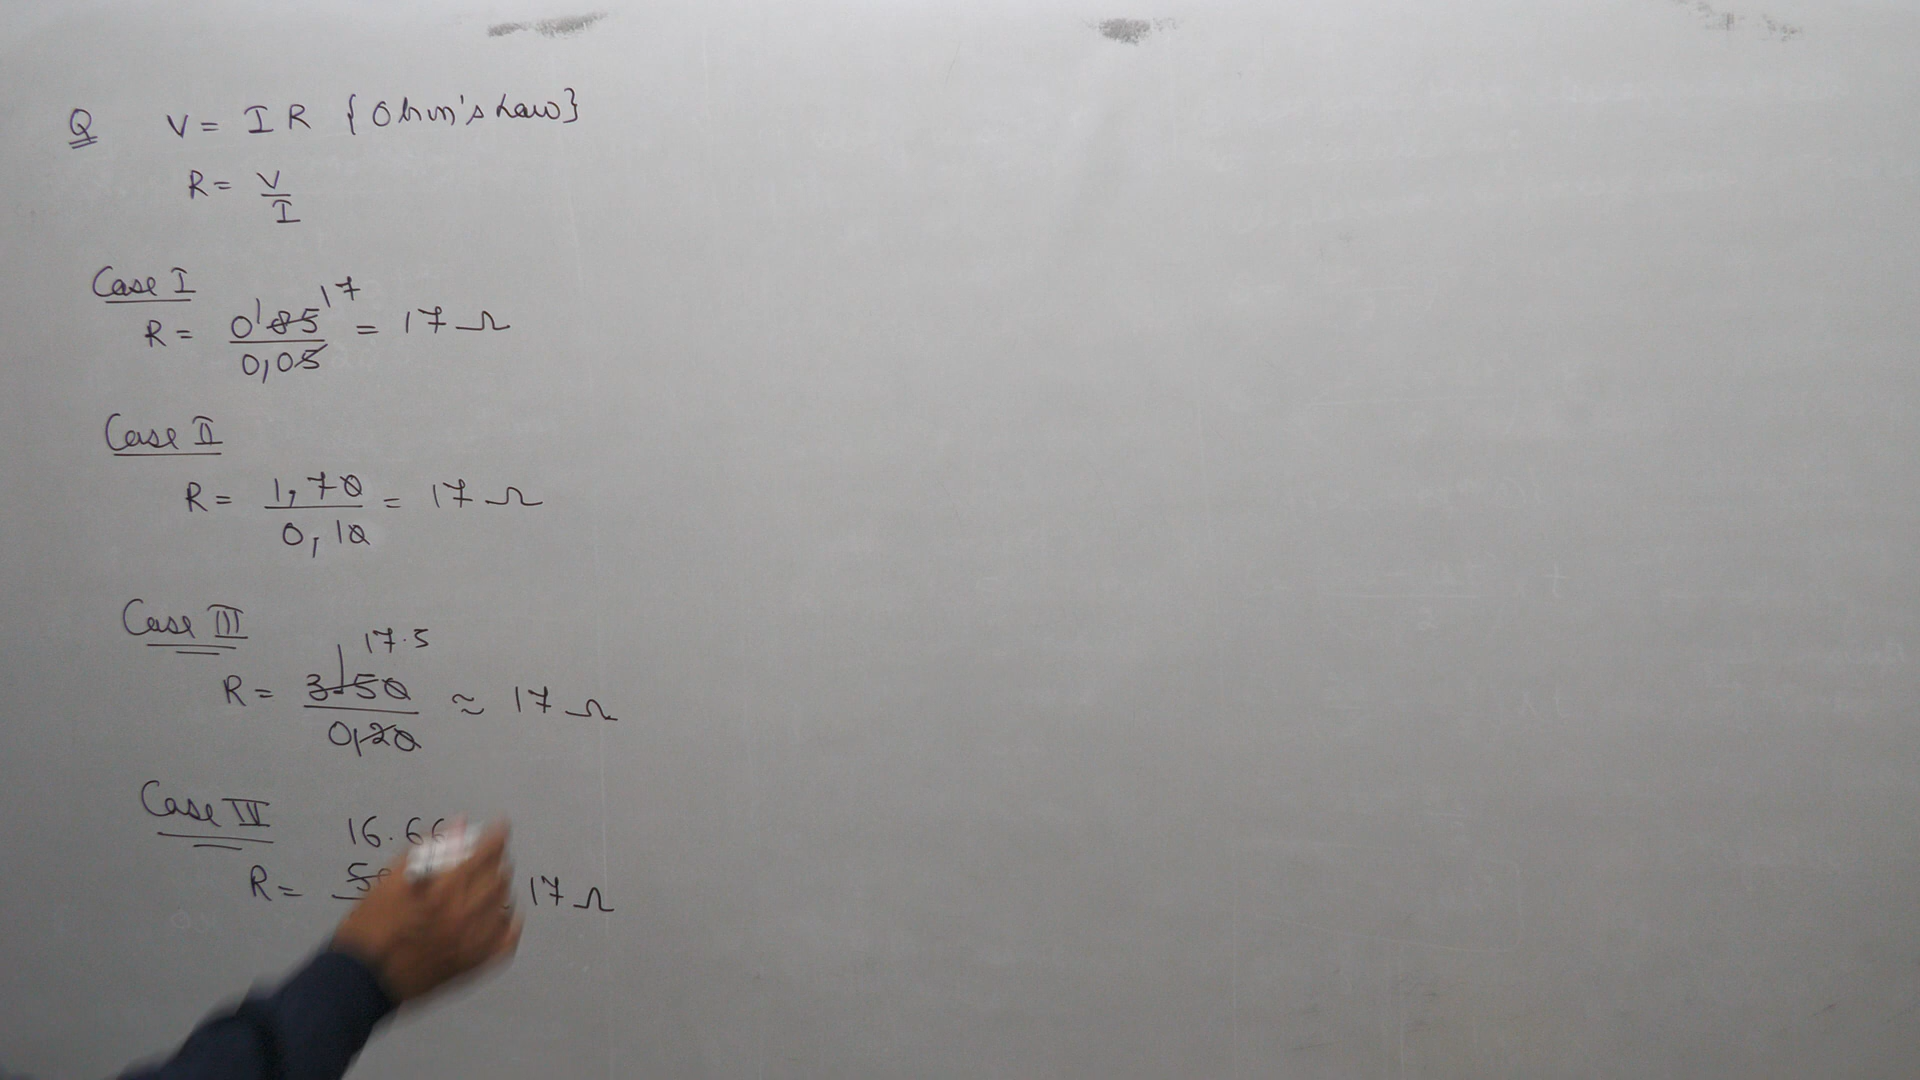 Q V = I R {Ohm's Law}
R = V/I
Case I
17
R = 0'85/0,05 = 17 Ω
Case II
R = 1,70/0,10 = 17 Ω
Case III
17.5
R = 3.50/0,20 ≈ 17 Ω
Case IV
16.66
R = 17 Ω